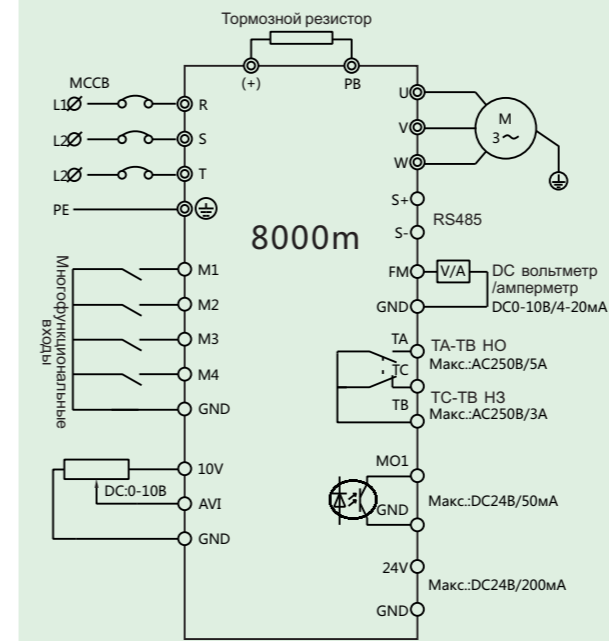 Тормозной резистор
(+)
PB
MCCB
L1
R
L2
S
L2
T
PE
8000m
U
V
W
M
3~
S+
S-
RS485
FM
V/A
DC вольтметр
/амперметр
GND
DC0-10В/4-20мА
Многофункциональные
входы
M1
M2
M3
M4
GND
TA
TA-TB НО
Макс.:AC250В/5А
TC
TC-TB НЗ
TB
Макс.:AC250В/3А
10V
DC:0-10В
AVI
GND
MO1
GND
Макс.:DC24В/50мА
24V
Макс.:DC24В/200мА
GND